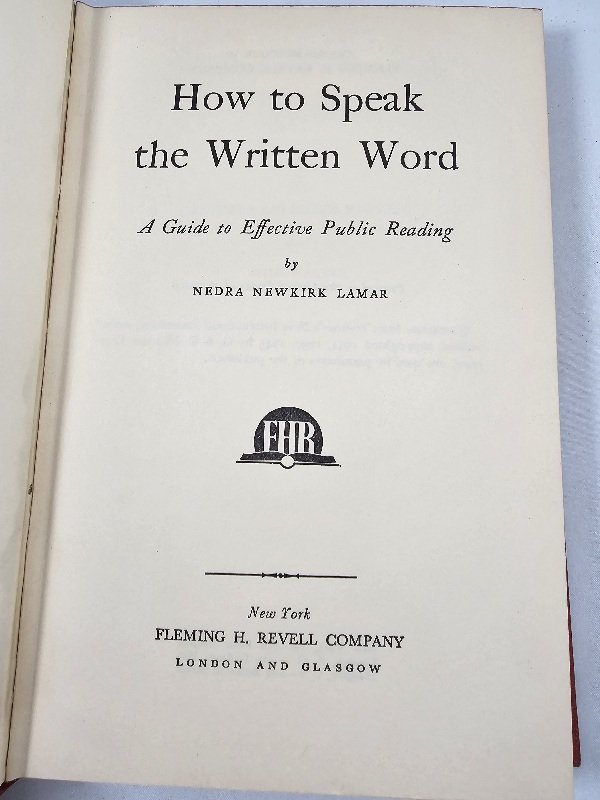 How to Speak
the Written Word
A Guide to Effective Public Reading
by
NEDRA NEWKIRK LAMAR
FHR
New York
FLEMING H. REVELL COMPANY
LONDON AND GLASGOW